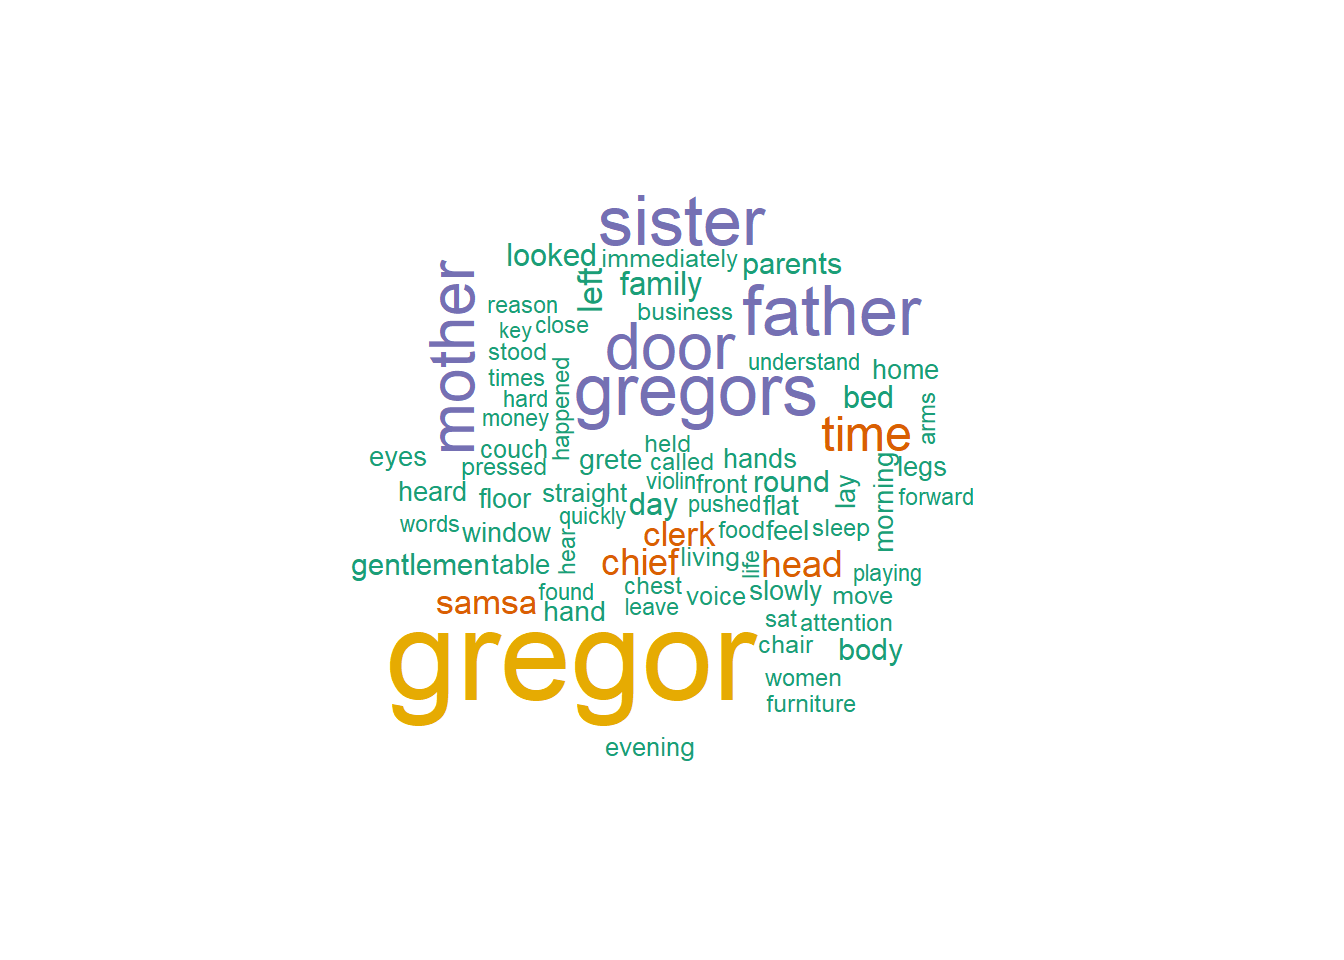 sister
looked immediately parents
mother left family
reason business father
key close
door
stood understand home
times happened gregors bed
hard arms
money time
couch held
eyes pressed grete called hands legs
heard floor straight violin front round lay morning forward
words quickly day pushed flat
window hear clerk food feel sleep
gentlemen table chief living life head playing
samsa found chest voice slowly move
hand leave sat attention
gregor chair body
women
furniture
evening